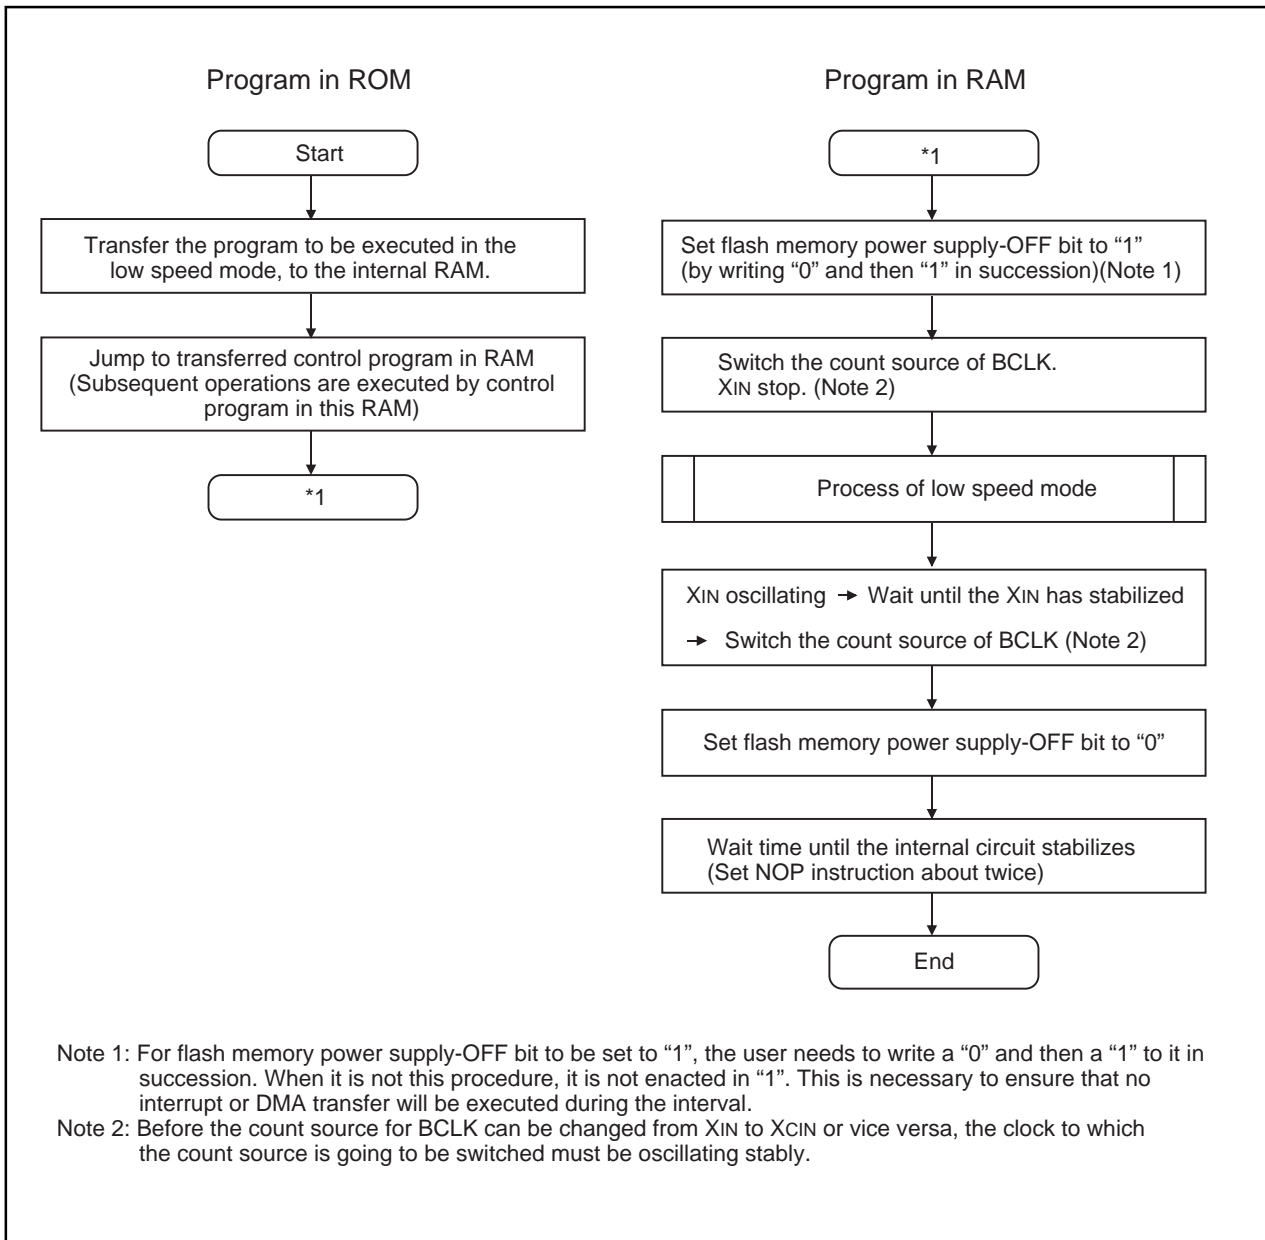 Program in ROM
Start
Transfer the program to be executed in the
low speed mode, to the internal RAM.
Jump to transferred control program in RAM
(Subsequent operations are executed by control
program in this RAM)
*1
Program in RAM
*1
Set flash memory power supply-OFF bit to “1”
(by writing “0” and then “1” in succession)(Note 1)
Switch the count source of BCLK.
XIN stop. (Note 2)
Process of low speed mode
XIN oscillating → Wait until the XIN has stabilized
→ Switch the count source of BCLK (Note 2)
Set flash memory power supply-OFF bit to “0”
Wait time until the internal circuit stabilizes
(Set NOP instruction about twice)
End
Note 1: For flash memory power supply-OFF bit to be set to “1”, the user needs to write a “0” and then a “1” to it in
succession. When it is not this procedure, it is not enacted in “1”. This is necessary to ensure that no
interrupt or DMA transfer will be executed during the interval.
Note 2: Before the count source for BCLK can be changed from XIN to XCIN or vice versa, the clock to which
the count source is going to be switched must be oscillating stably.